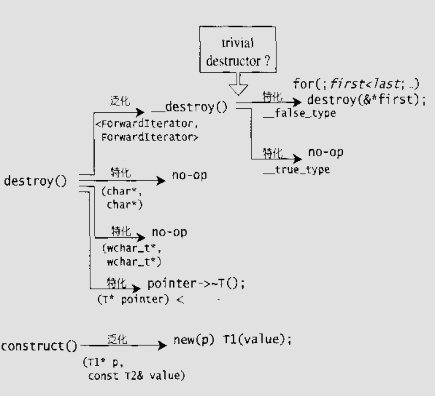 trivial
destructor ?
for(;first<last;..)
泛化
__destroy()
特化
destroy(&*first);
<ForwardIterator,
ForwardIterator>
__false_type
特化
no-op
__true_type
destroy()
特化
no-op
(char*,
char*)
特化
no-op
(wchar_t*,
wchar_t*)
特化
pointer->~T();
(T* pointer) <
泛化
construct()
new(p) T1(value);
(T1* p,
const T2& value)